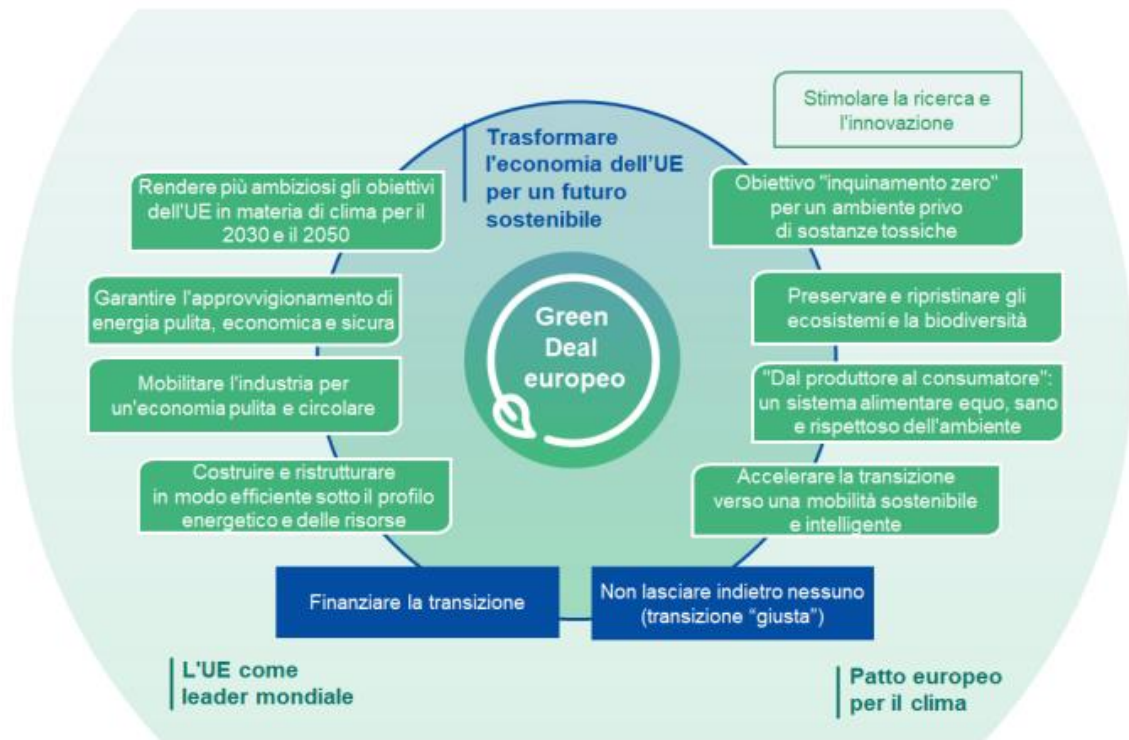 Stimolare la ricerca e
l'innovazione
Trasformare
l'economia dell'UE
per un futuro
sostenibile
Rendere più ambiziosi gli obiettivi
dell'UE in materia di clima per il
2030 e il 2050
Obiettivo "inquinamento zero"
per un ambiente privo
di sostanze tossiche
Garantire l'approvvigionamento di
energia pulita, economica e sicura
Preservare e ripristinare gli
ecosistemi e la biodiversità
Green
Deal
europeo
Mobilitare l'industria per
un'economia pulita e circolare
"Dal produttore al consumatore":
un sistema alimentare equo, sano
e rispettoso dell'ambiente
Costruire e ristrutturare
in modo efficiente sotto il profilo
energetico e delle risorse
Accelerare la transizione
verso una mobilità sostenibile
e intelligente
Finanziare la transizione
Non lasciare indietro nessuno
(transizione “giusta”)
L'UE come
leader mondiale
Patto europeo
per il clima